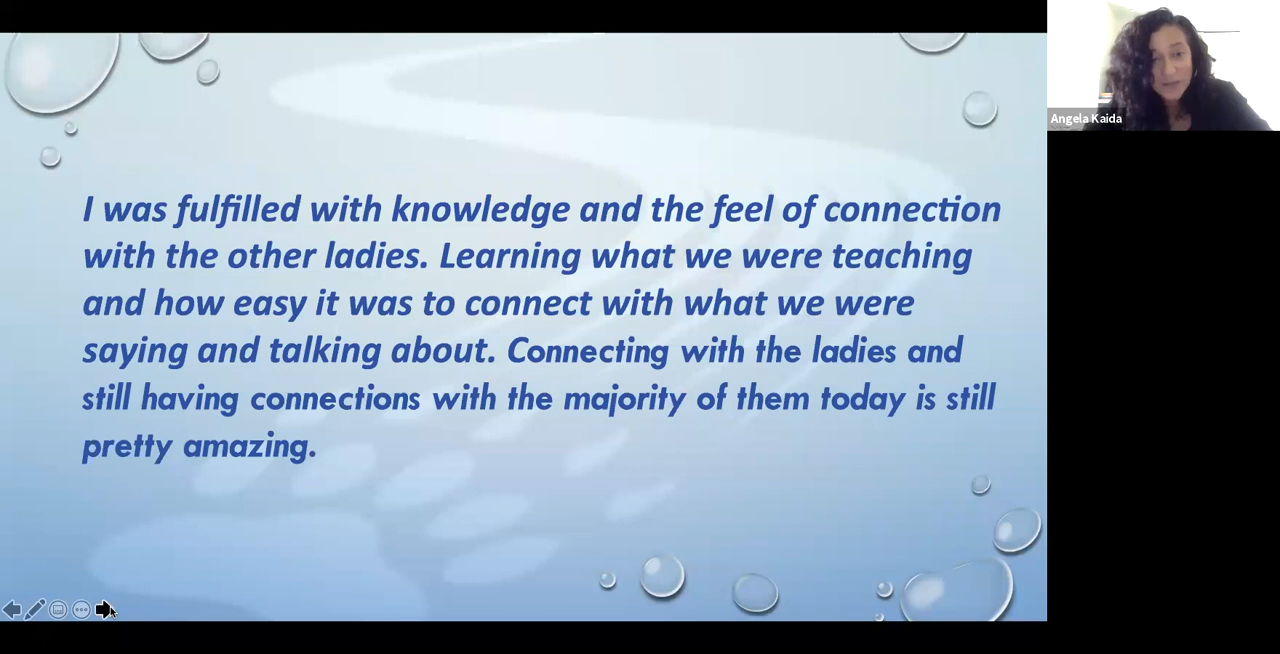 I was fulfilled with knowledge and the feel of connection
with the other ladies. Learning what we were teaching
and how easy it was to connect with what we were
saying and talking about. Connecting with the ladies and
still having connections with the majority of them today is still
pretty amazing.
Angela Kaida